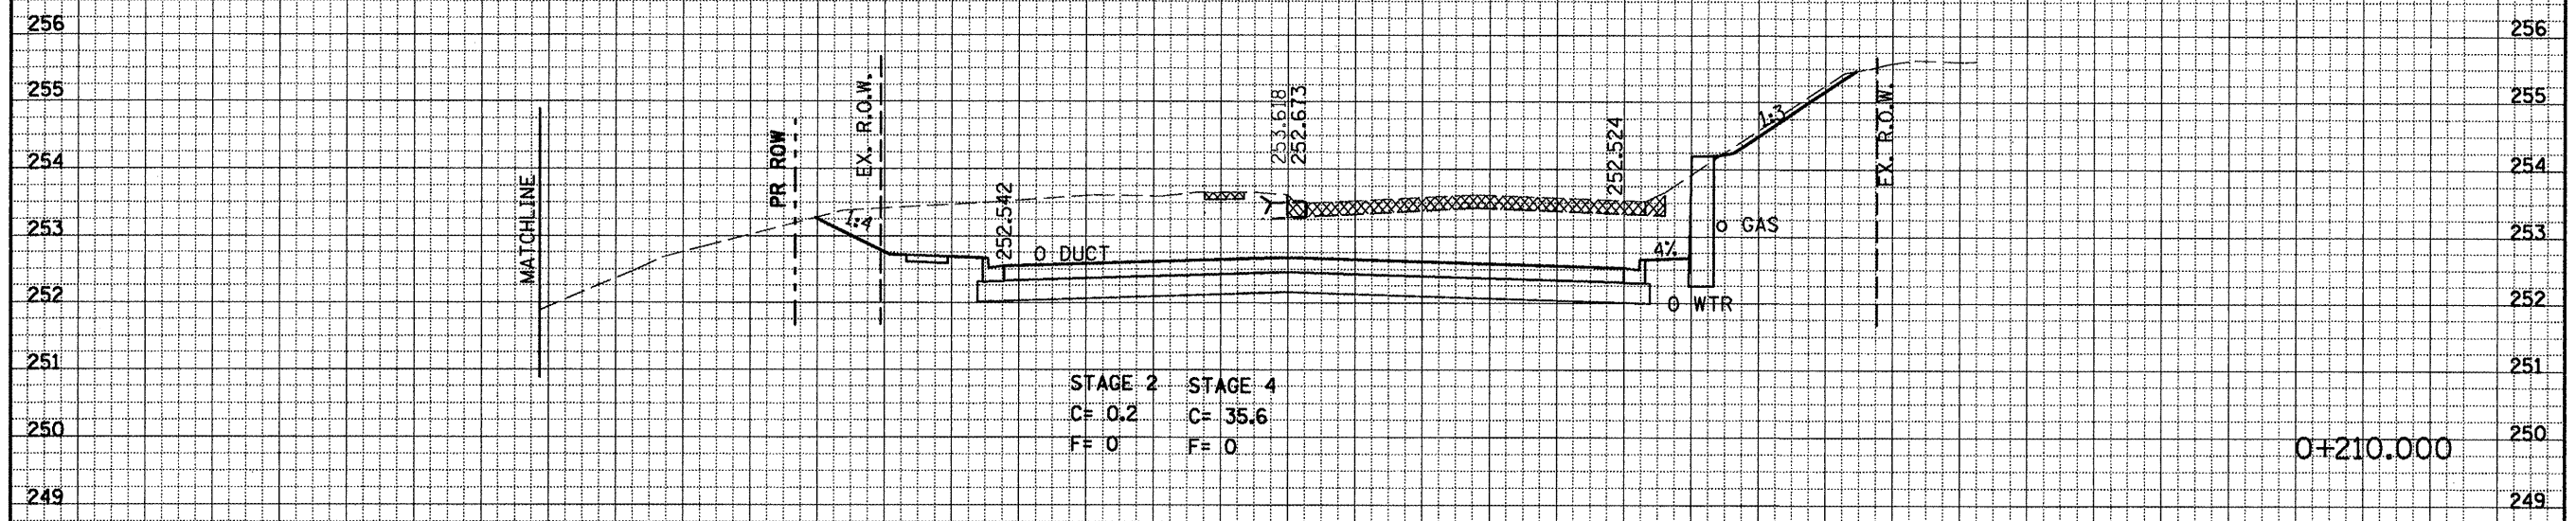 256
256
255
255
254
254
253
253
252
252
251
251
250
250
249
249
MATCHLINE
PR ROW
EX. R.O.W.
1:4
252.542
O DUCT
253.618
252.673
252.524
4%
O GAS
O WTR
1:3
EX. R.O.W.
STAGE 2 STAGE 4
C= 0.2 C= 35.6
F= 0 F= 0
0+210.000